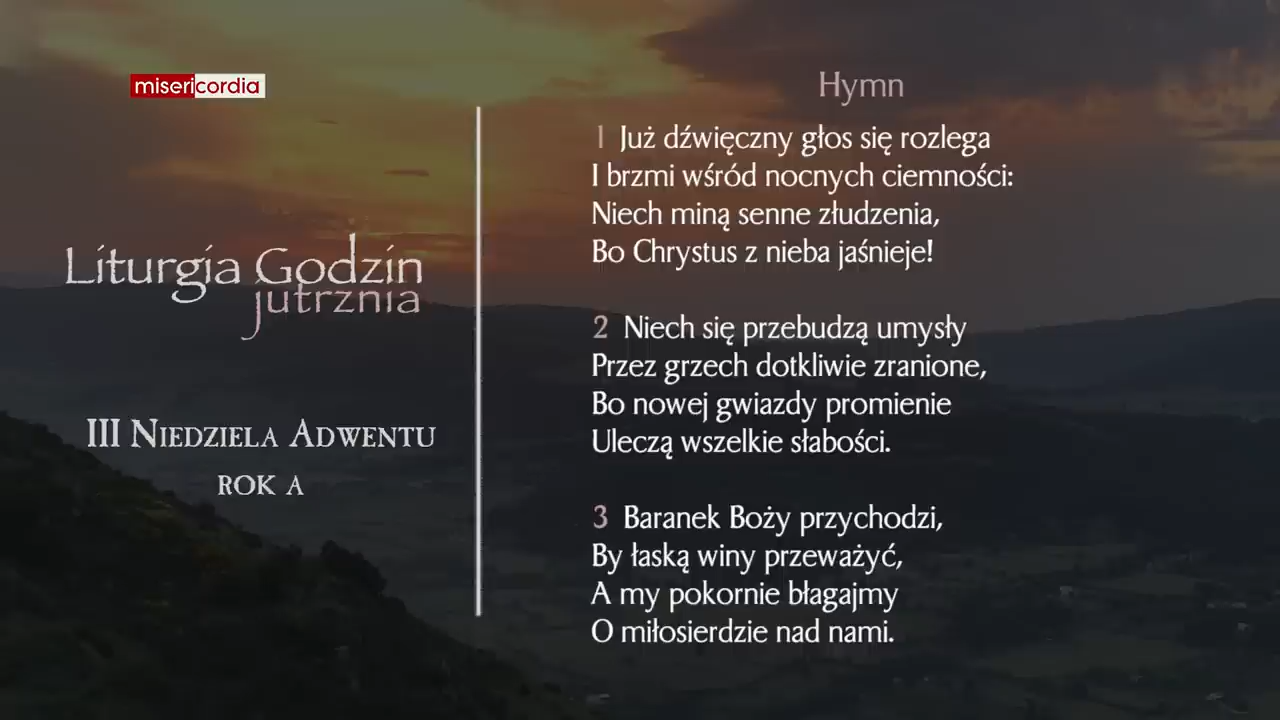 misericordia
Liturgia Godzin
jutrznia
III Niedziela Adwentu
rok A
Hymn
1 Już dźwięczny głos się rozlega
I brzmi wśród nocnych ciemności:
Niech miną senne złudzenia,
Bo Chrystus z nieba jaśnieje!
2 Niech się przebudzą umysły
Przez grzech dotkliwie zranione,
Bo nowej gwiazdy promienie
Uleczą wszelkie słabości.
3 Baranek Boży przychodzi,
By łaską winy przeważyć,
A my pokornie błagajmy
O miłosierdzie nad nami.